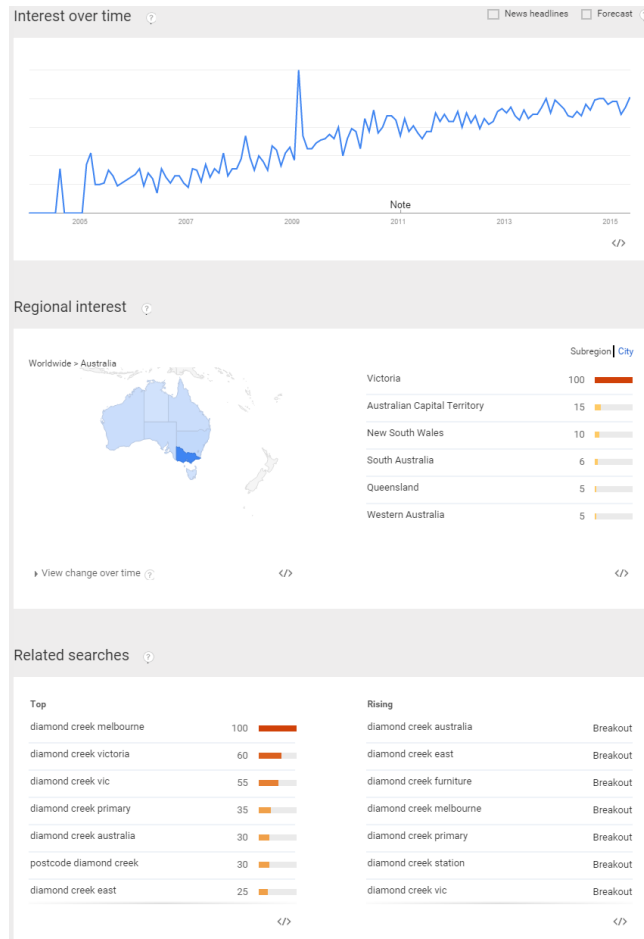 Interest over time ?
News headlines Forecast
Note
2005 2007 2009 2011 2013 2015
</>
Regional interest ?
Subregion City
Worldwide > Australia
Victoria 100
Australian Capital Territory 15
New South Wales 10
South Australia 6
Queensland 5
Western Australia 5
View change over time ? </> </>
Related searches ?
Top Rising
diamond creek melbourne 100 diamond creek australia Breakout
diamond creek victoria 60 diamond creek east Breakout
diamond creek vic 55 diamond creek furniture Breakout
diamond creek primary 35 diamond creek melbourne Breakout
diamond creek australia 30 diamond creek primary Breakout
postcode diamond creek 30 diamond creek station Breakout
diamond creek east 25 diamond creek vic Breakout
</> </>